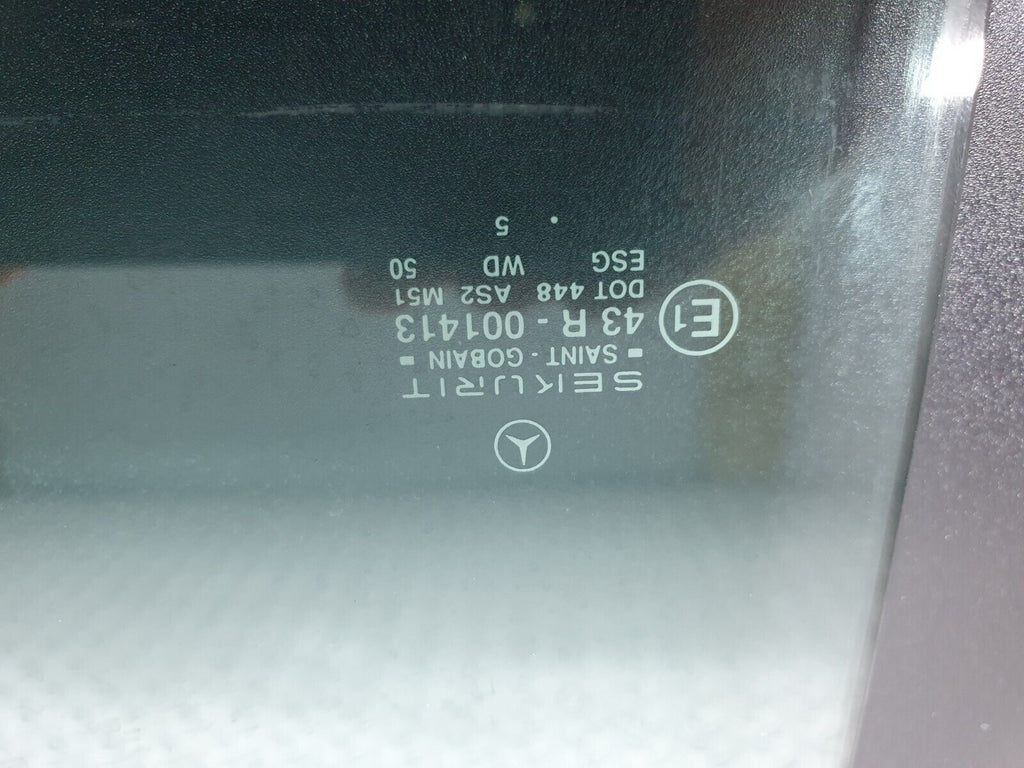 SEKURIT
SAINT - GOBAIN
E1
43 R - 001413
DOT 448 AS2 M51
ESG WD 50
. 5